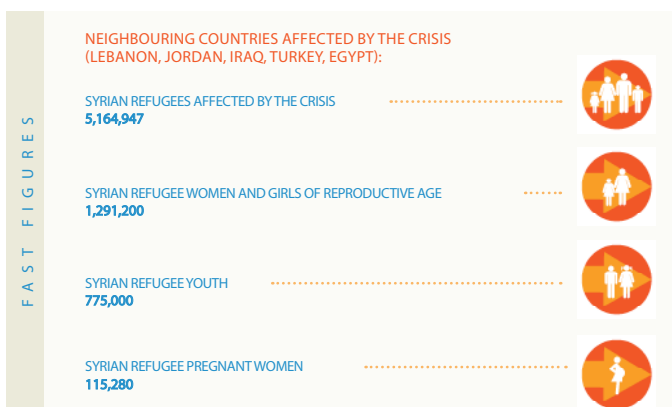 FAST FIGURES
NEIGHBOURING COUNTRIES AFFECTED BY THE CRISIS
(LEBANON, JORDAN, IRAQ, TURKEY, EGYPT):
SYRIAN REFUGEES AFFECTED BY THE CRISIS
5,164,947
SYRIAN REFUGEE WOMEN AND GIRLS OF REPRODUCTIVE AGE
1,291,200
SYRIAN REFUGEE YOUTH
775,000
SYRIAN REFUGEE PREGNANT WOMEN
115,280